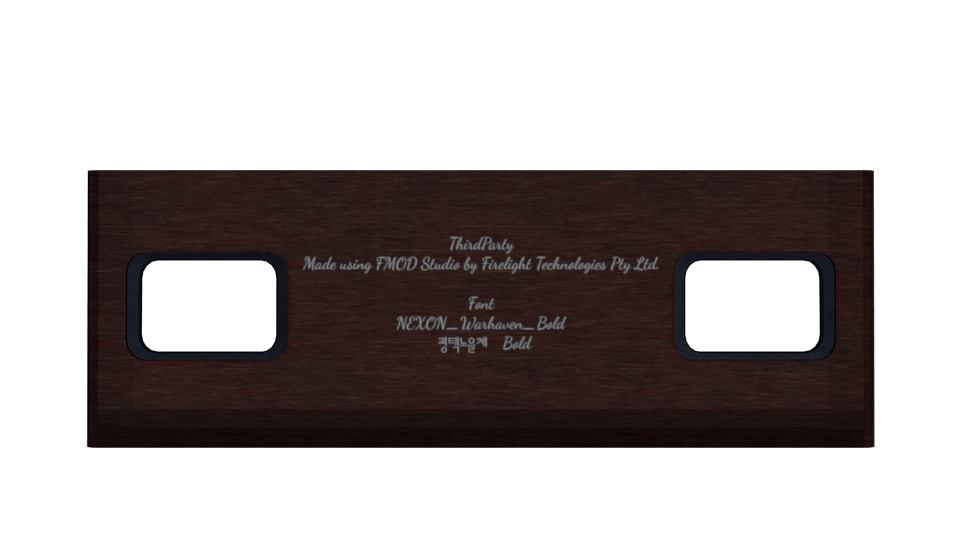 ThirdParty
Made using FMOD Studio by Firelight Technologies Pty Ltd.
Font
NEXON_Warhaven_Bold
평택노을체 Bold